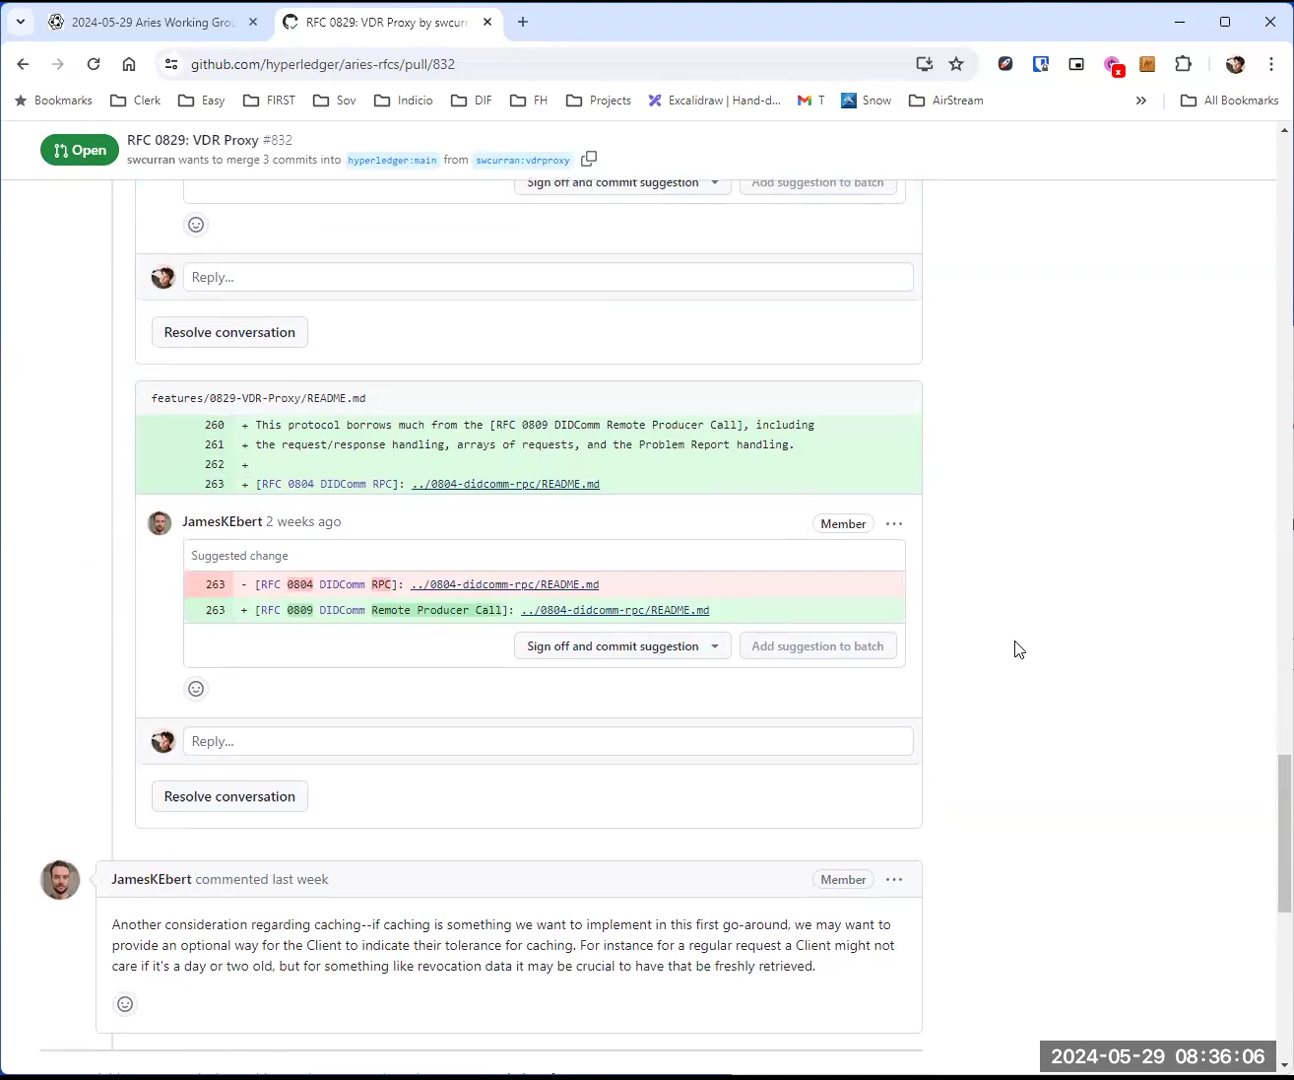 2024-05-29 Aries Working Grou
RFC 0829: VDR Proxy by swcurr
github.com/hyperledger/aries-rfcs/pull/832
Bookmarks Clerk Easy FIRST Sov Indicio DIF FH Projects Excalidraw | Hand-d... T Snow AirStream » All Bookmarks
Open
RFC 0829: VDR Proxy #832
swcurran wants to merge 3 commits into hyperledger:main from swcurran:vdrproxy
Sign off and commit suggestion Add suggestion to batch
Reply...
Resolve conversation
features/0829-VDR-Proxy/README.md
260 + This protocol borrows much from the [RFC 0809 DIDComm Remote Producer Call], including
261 + the request/response handling, arrays of requests, and the Problem Report handling.
262 +
263 + [RFC 0804 DIDComm RPC]: ../0804-didcomm-rpc/README.md
JamesKEbert 2 weeks ago Member ...
Suggested change
263 - [RFC 0804 DIDComm RPC]: ../0804-didcomm-rpc/README.md
263 + [RFC 0809 DIDComm Remote Producer Call]: ../0804-didcomm-rpc/README.md
Sign off and commit suggestion Add suggestion to batch
Reply...
Resolve conversation
JamesKEbert commented last week Member ...
Another consideration regarding caching--if caching is something we want to implement in this first go-around, we may want to
provide an optional way for the Client to indicate their tolerance for caching. For instance for a regular request a Client might not
care if it's a day or two old, but for something like revocation data it may be crucial to have that be freshly retrieved.
2024-05-29 08:36:06